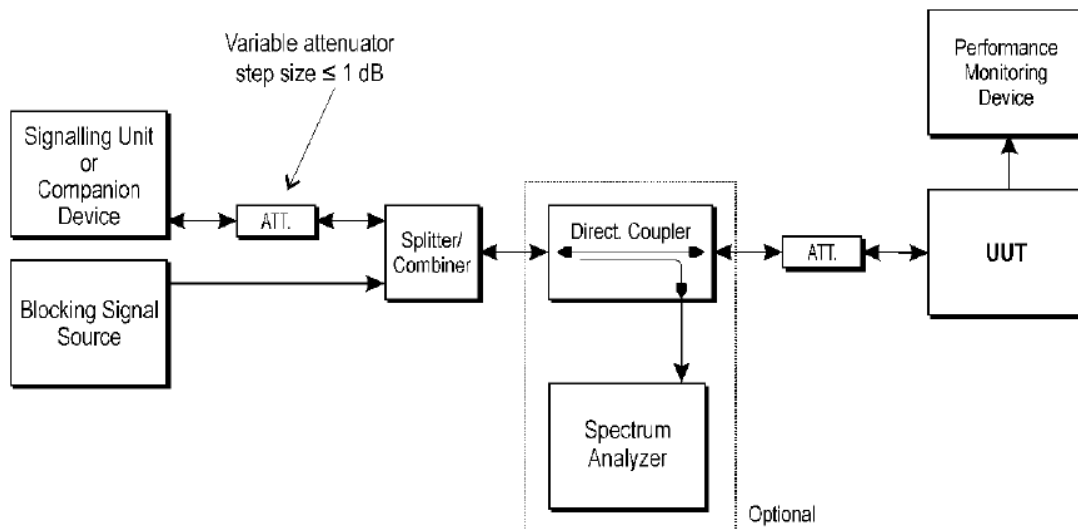 Variable attenuator
step size ≤ 1 dB
Performance
Monitoring
Device
Signalling Unit
or
Companion
Device
ATT.
Splitter/
Combiner
Direct. Coupler
ATT.
UUT
Blocking Signal
Source
Spectrum
Analyzer
Optional